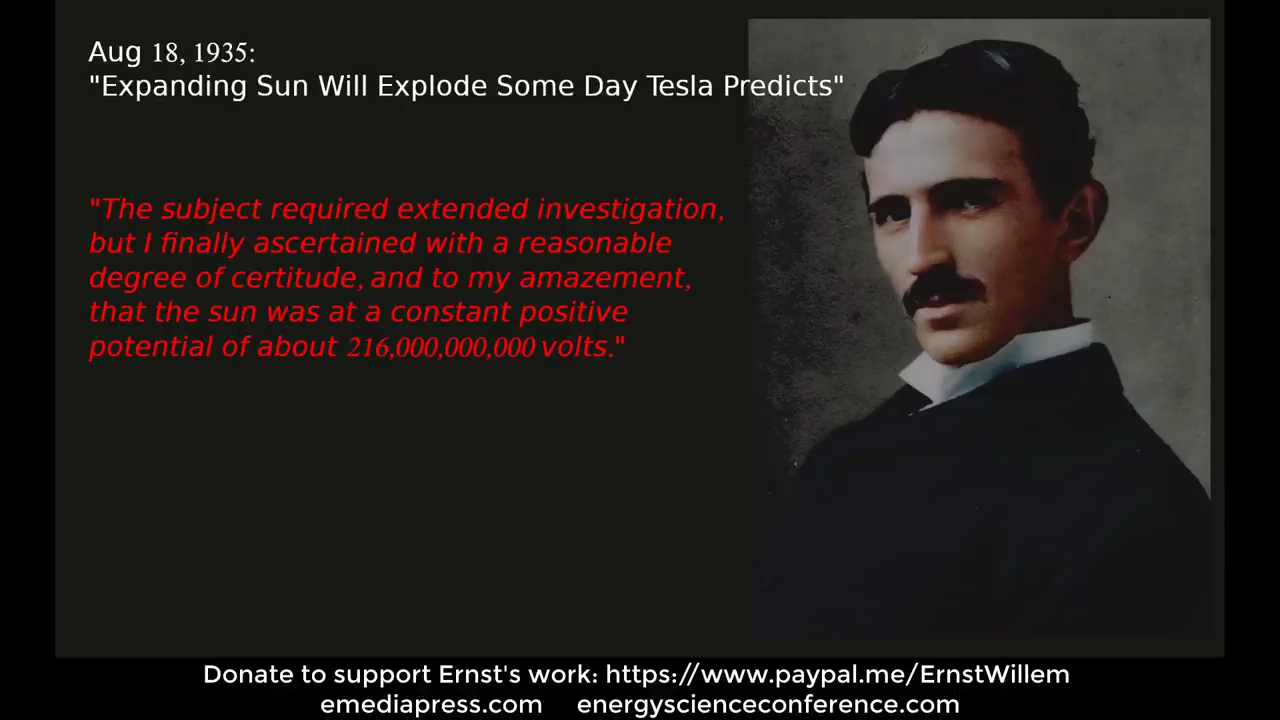 Aug 18, 1935:
"Expanding Sun Will Explode Some Day Tesla Predicts"
"The subject required extended investigation,
but I finally ascertained with a reasonable
degree of certitude, and to my amazement,
that the sun was at a constant positive
potential of about 216,000,000,000 volts."
Donate to support Ernst's work: https://www.paypal.me/ErnstWillem
emediapress.com energyscienceconference.com